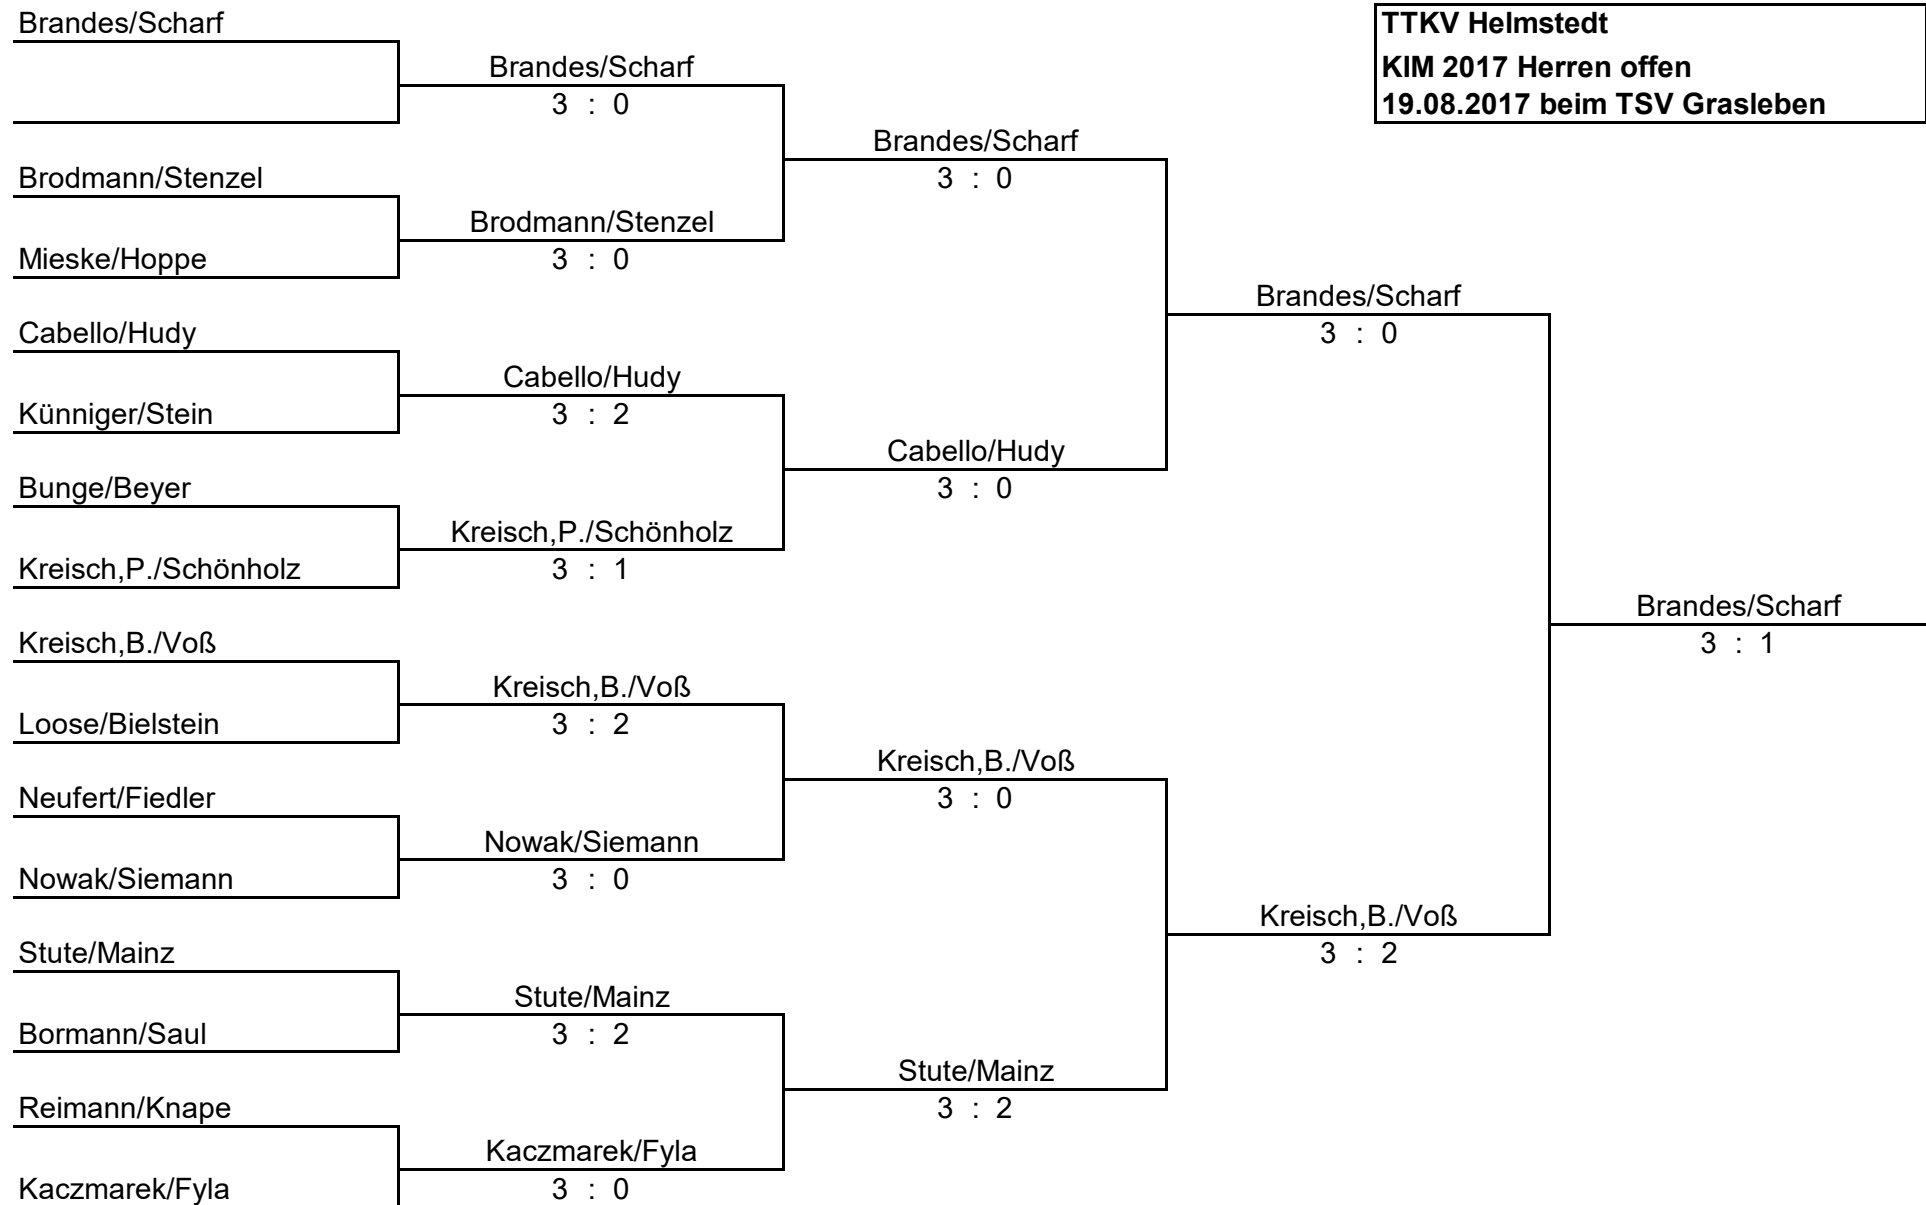 Brandes/Scharf
TTKV Helmstedt
KIM 2017 Herren offen
19.08.2017 beim TSV Grasleben
Brandes/Scharf
3 : 0
Brandes/Scharf
3 : 0
Brodmann/Stenzel
Brodmann/Stenzel
3 : 0
Mieske/Hoppe
Brandes/Scharf
3 : 0
Cabello/Hudy
Cabello/Hudy
3 : 2
Künniger/Stein
Cabello/Hudy
3 : 0
Bunge/Beyer
Kreisch,P./Schönholz
3 : 1
Kreisch,P./Schönholz
Brandes/Scharf
3 : 1
Kreisch,B./Voß
Kreisch,B./Voß
3 : 2
Loose/Bielstein
Kreisch,B./Voß
3 : 0
Neufert/Fiedler
Nowak/Siemann
3 : 0
Nowak/Siemann
Kreisch,B./Voß
3 : 2
Stute/Mainz
Stute/Mainz
3 : 2
Bormann/Saul
Stute/Mainz
3 : 2
Reimann/Knape
Kaczmarek/Fyla
3 : 0
Kaczmarek/Fyla